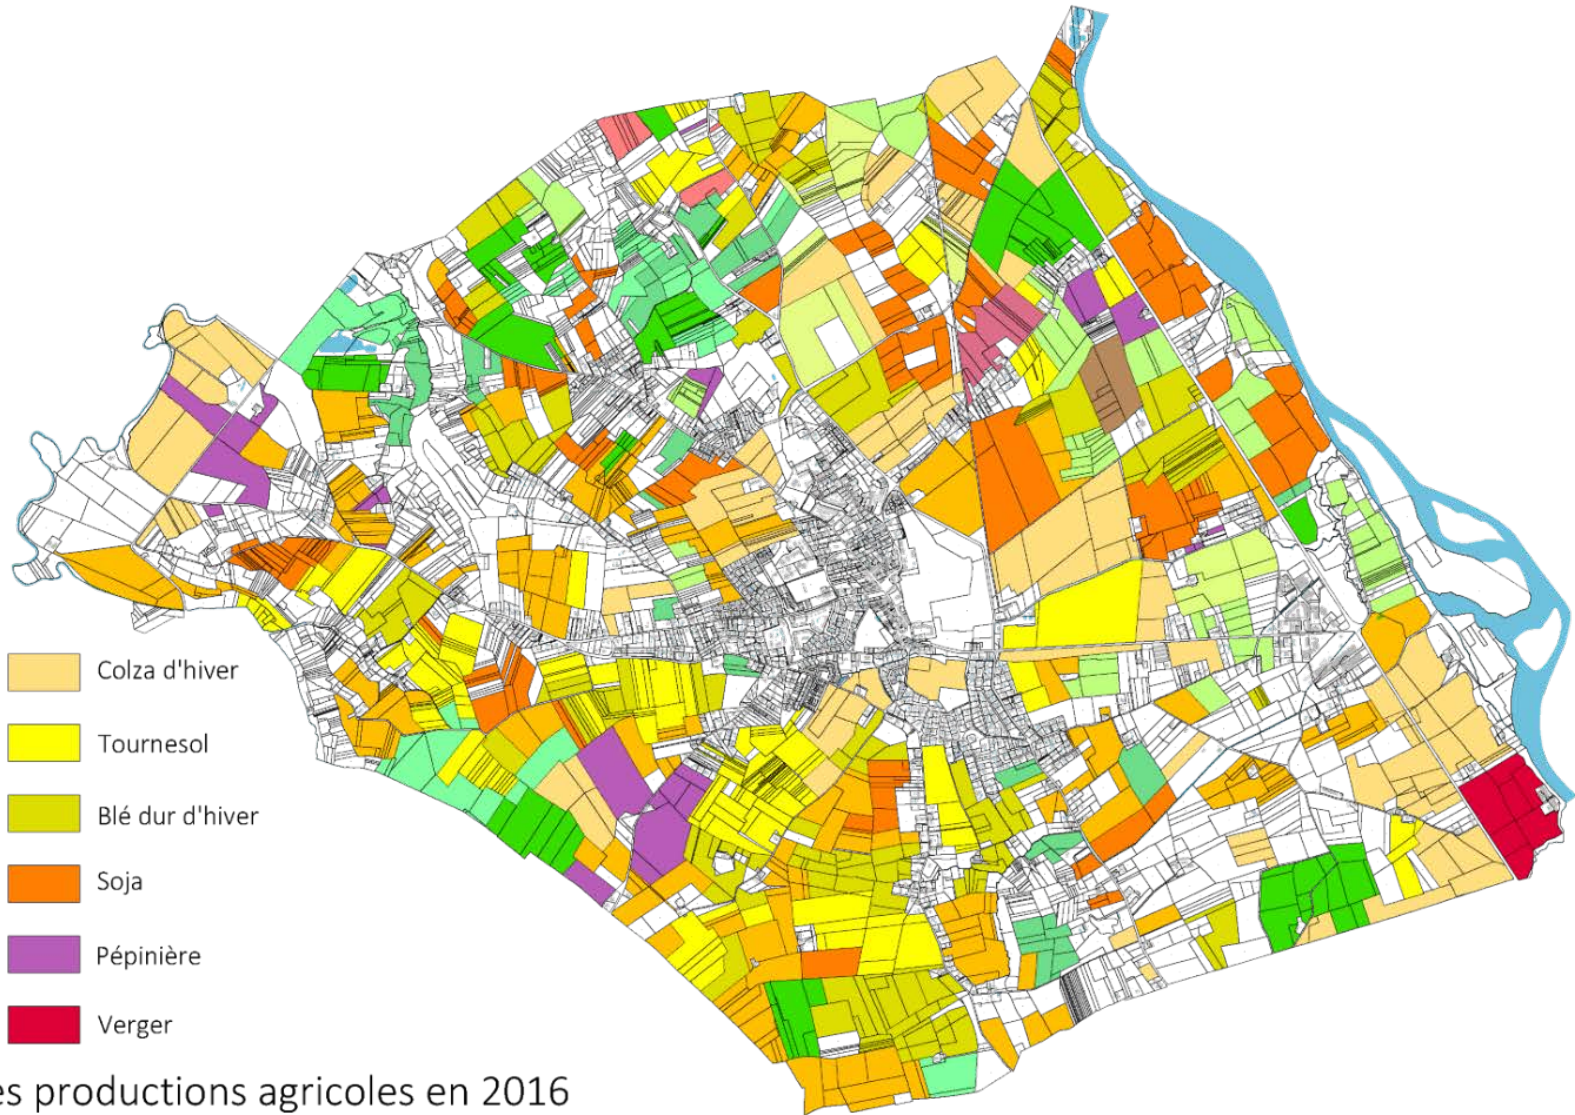 Colza d'hiver
Tournesol
Blé dur d'hiver
Soja
Pépinière
Verger
es productions agricoles en 2016